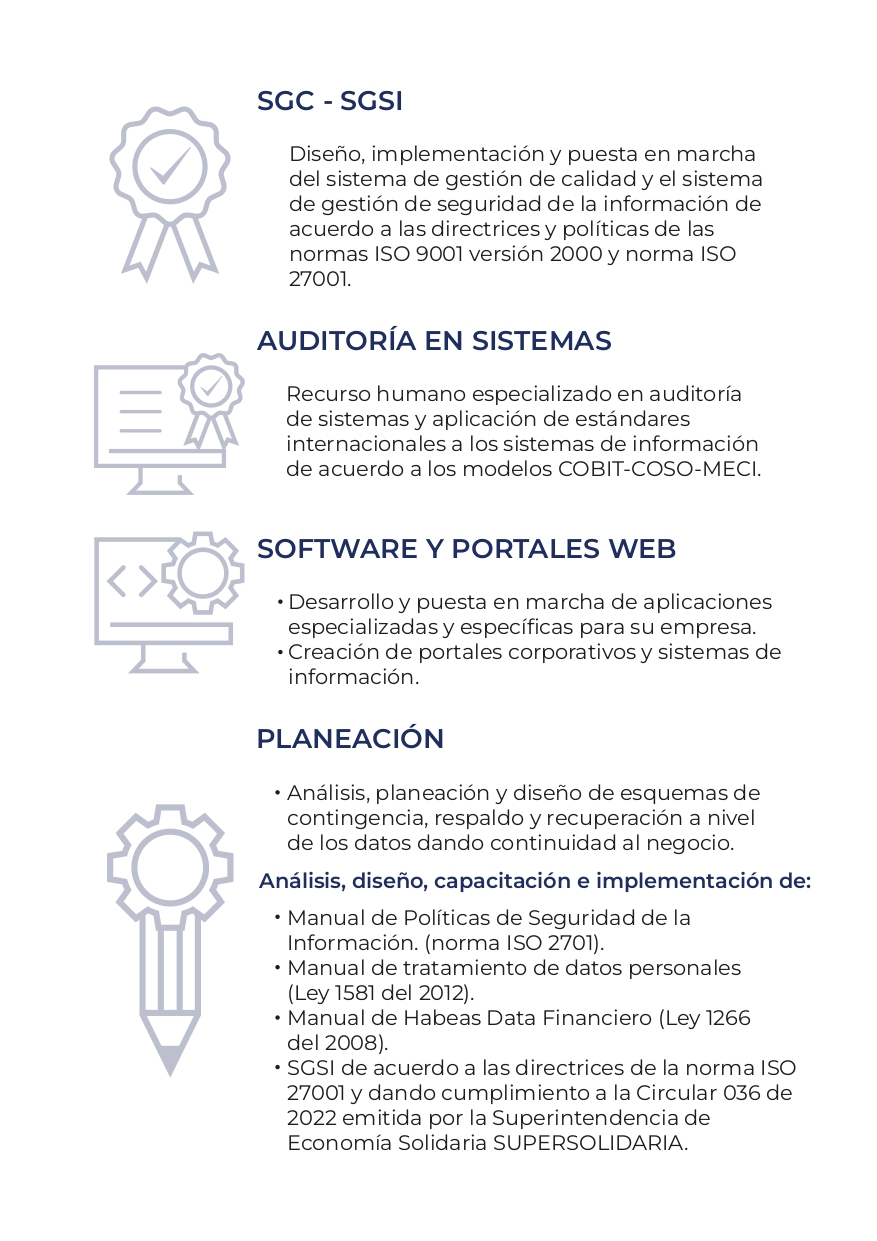 SGC - SGSI
Diseño, implementación y puesta en marcha
del sistema de gestión de calidad y el sistema
de gestión de seguridad de la información de
acuerdo a las directrices y políticas de las
normas ISO 9001 versión 2000 y norma ISO
27001.
AUDITORÍA EN SISTEMAS
Recurso humano especializado en auditoría
de sistemas y aplicación de estándares
internacionales a los sistemas de información
de acuerdo a los modelos COBIT-COSO-MECI.
SOFTWARE Y PORTALES WEB
• Desarrollo y puesta en marcha de aplicaciones
especializadas y específicas para su empresa.
• Creación de portales corporativos y sistemas de
información.
PLANEACIÓN
• Análisis, planeación y diseño de esquemas de
contingencia, respaldo y recuperación a nivel
de los datos dando continuidad al negocio.
Análisis, diseño, capacitación e implementación de:
• Manual de Políticas de Seguridad de la
Información. (norma ISO 2701).
• Manual de tratamiento de datos personales
(Ley 1581 del 2012).
• Manual de Habeas Data Financiero (Ley 1266
del 2008).
• SGSI de acuerdo a las directrices de la norma ISO
27001 y dando cumplimiento a la Circular 036 de
2022 emitida por la Superintendencia de
Economía Solidaria SUPERSOLIDARIA.